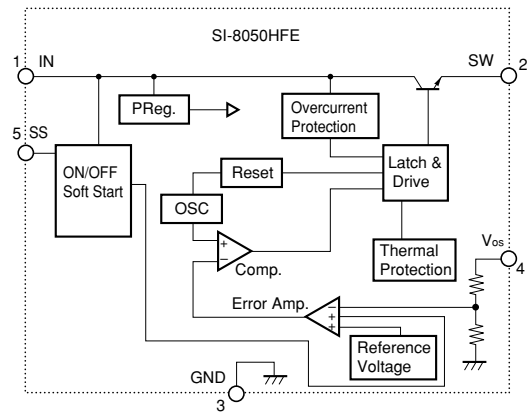 SI-8050HFE
1 IN
SW 2
PReg.
Overcurrent
Protection
5 SS
ON/OFF
Soft Start
Latch &
Drive
Reset
OSC
+
−
Comp.
Thermal
Protection
Vos
4
Error Amp.
−
+
+
Reference
Voltage
GND
3